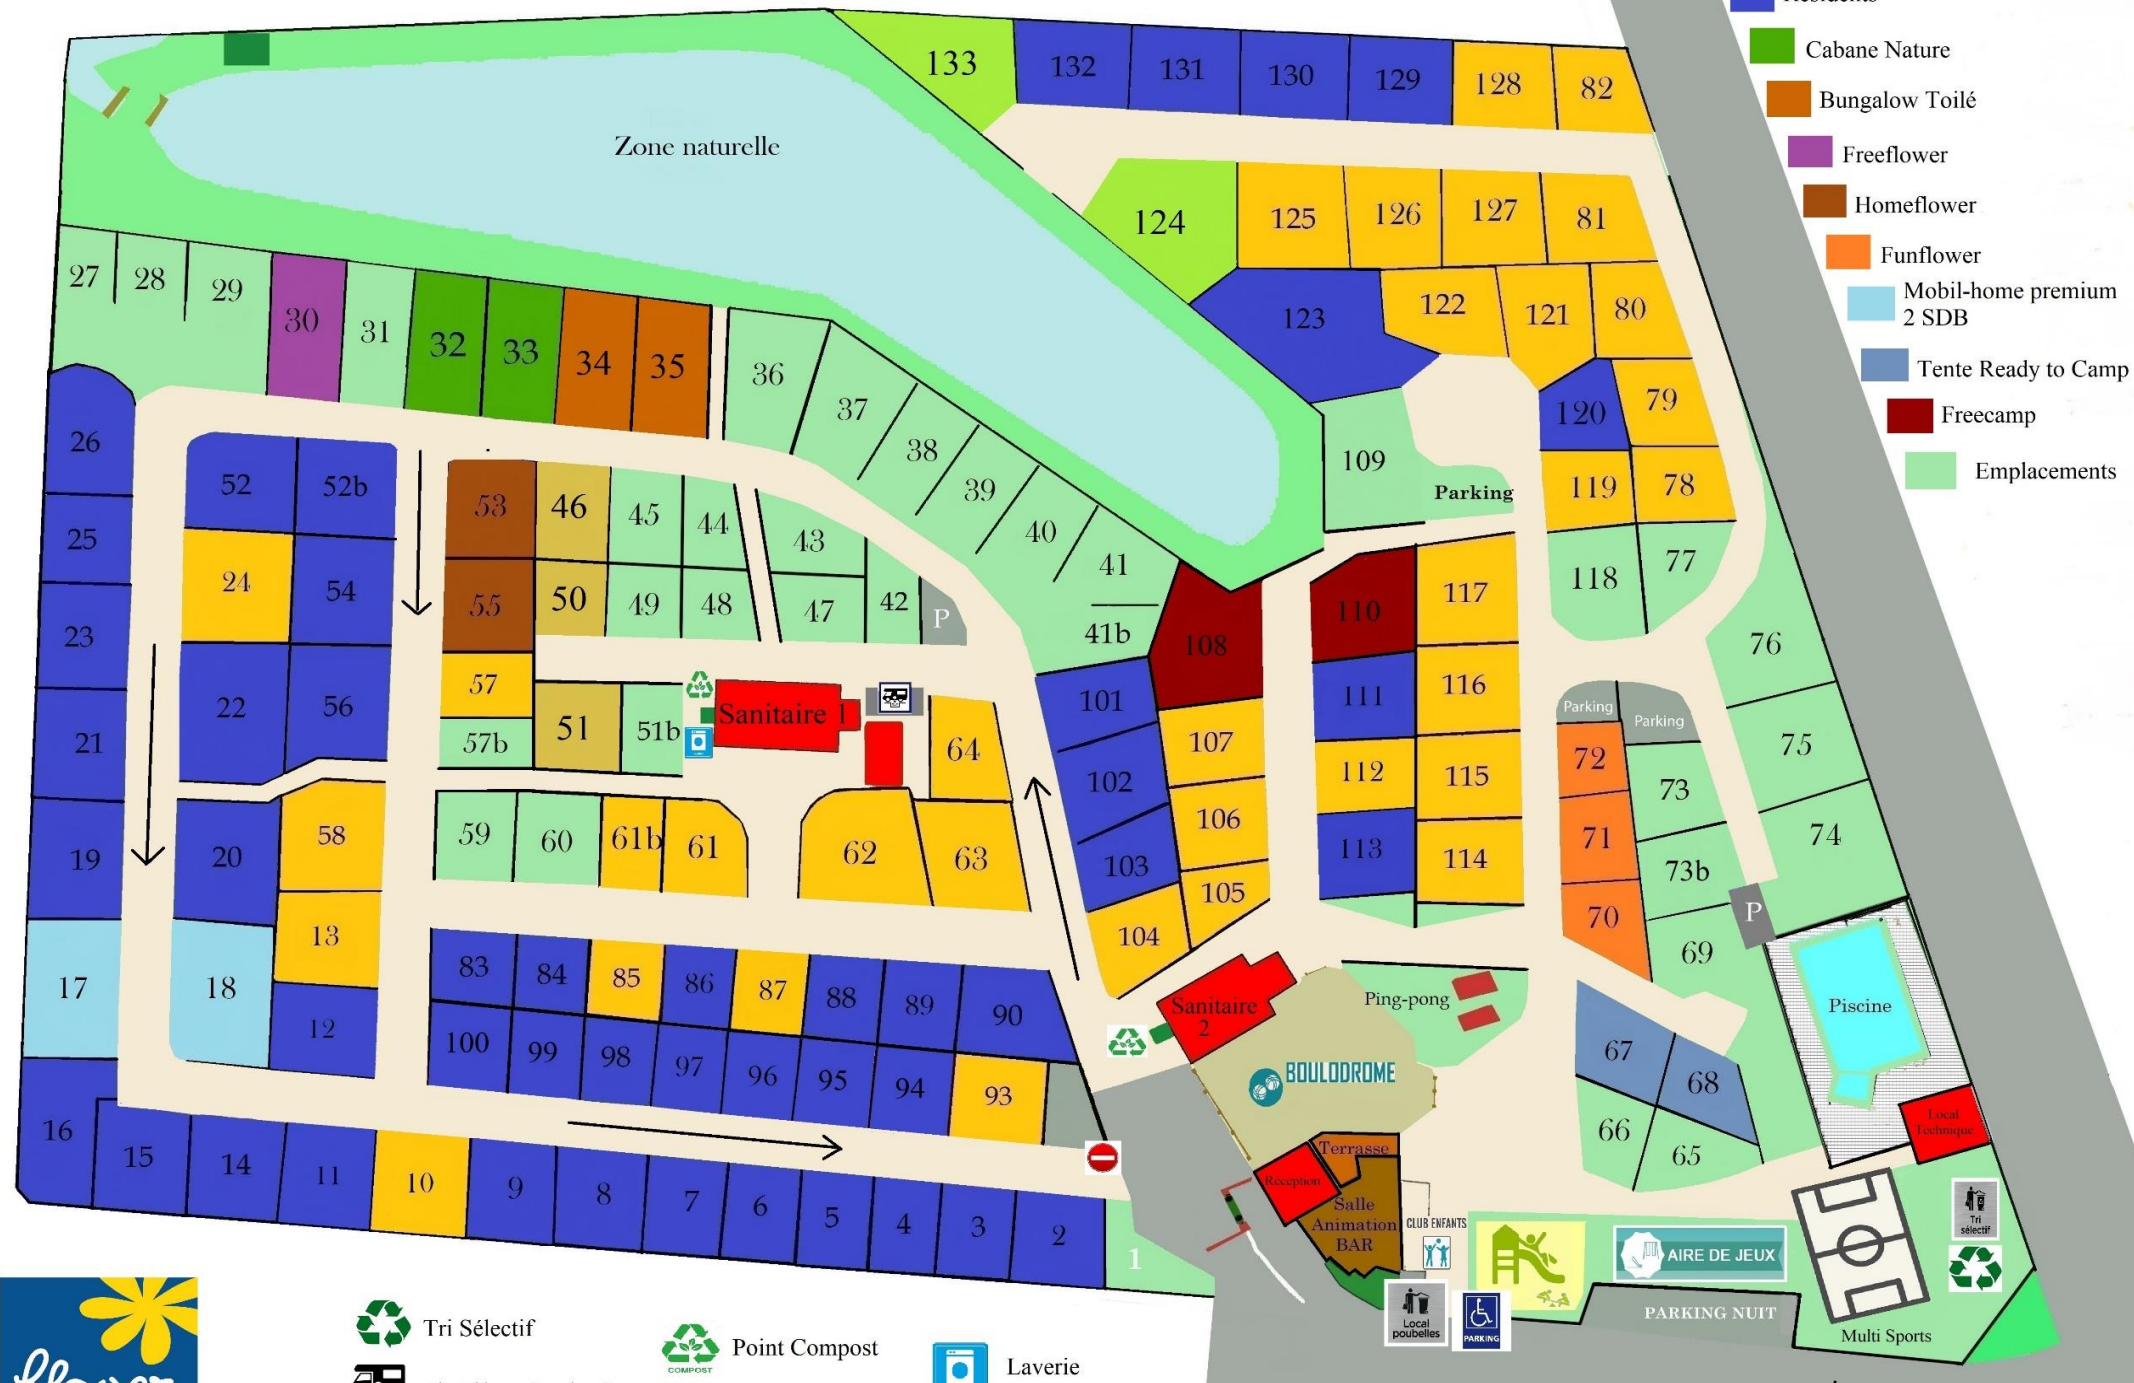 Cabane Nature
Bungalow Toilé
Freeflower
Homeflower
Funflower
Mobil-home premium
2 SDB
Tente Ready to Camp
Freecamp
Emplacements
133
132
131
130
129
128
82
Zone naturelle
124
125
126
127
81
27
28
29
30
31
32
33
34
35
36
37
38
39
40
41
41b
123
122
121
80
120
79
109
Parking
119
78
118
77
26
25
23
21
19
17
16
52
52b
24
54
22
56
20
58
18
13
12
53
46
45
44
43
55
50
49
48
47
42
P
57
57b
51
51b
Sanitaire 1
64
59
60
61b
61
62
63
101
102
103
104
108
107
106
105
110
111
112
113
117
116
115
114
76
75
74
Parking
Parking
72
71
70
73
73b
69
P
83
84
85
86
87
88
89
90
100
99
98
97
96
95
94
93
Sanitaire
2
Ping-pong
BOULODROME
67
68
66
65
Piscine
Local
Technique
15
14
11
10
9
8
7
6
5
4
3
2
1
Terrasse
Reception
Salle
Animation
BAR
CLUB ENFANTS
AIRE DE JEUX
Tri
sélectif
Local
poubelles
PARKING
PARKING NUIT
Multi Sports
Tri Sélectif
Point Compost
COMPOST
Laverie